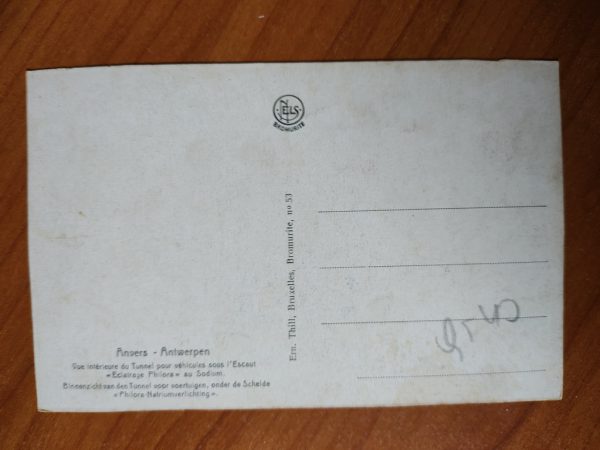 NELS
BROMURITE
Ern. Thill, Bruxelles, Bromurite, nº 53
Anvers - Antwerpen
Vue intérieure du Tunnel pour véhicules sous l'Escaut
«Eclairage Philora» au Sodium.
Binnenzicht van den Tunnel voor voertuigen, onder de Schelde
«Philora-Natriumverlichting».